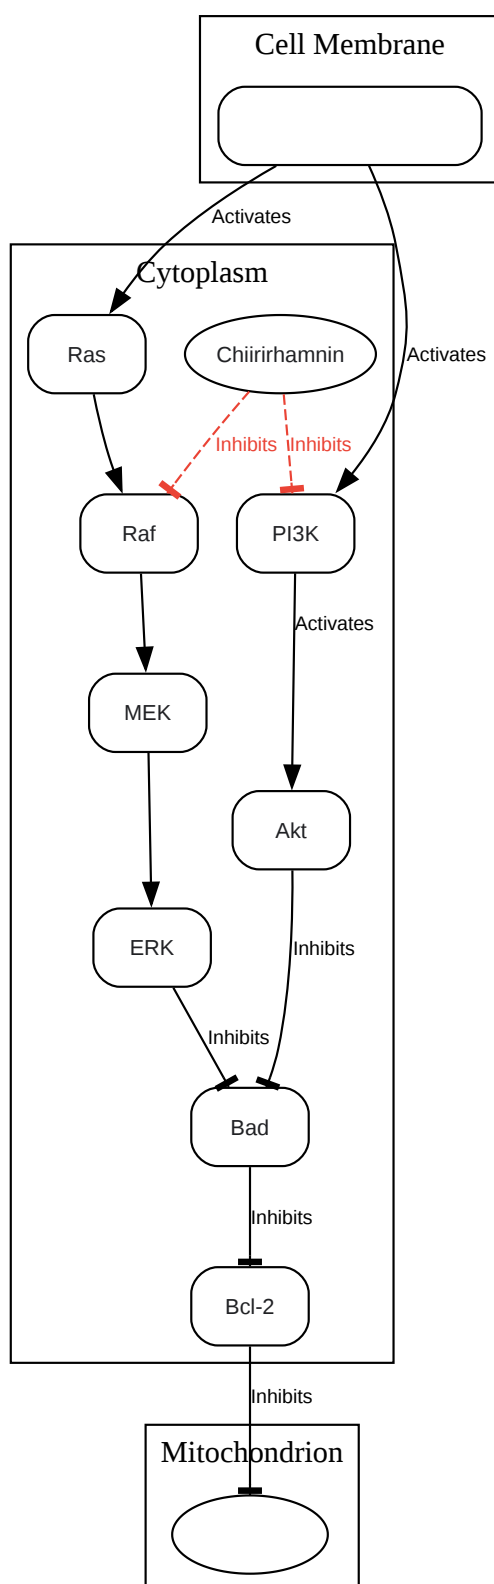 Cell Membrane
Activates
Cytoplasm
Ras
Chiirirhamnin
Activates
Inhibits
Inhibits
Raf
PI3K
Activates
MEK
Akt
ERK
Inhibits
Inhibits
Bad
Inhibits
Bcl-2
Inhibits
Mitochondrion